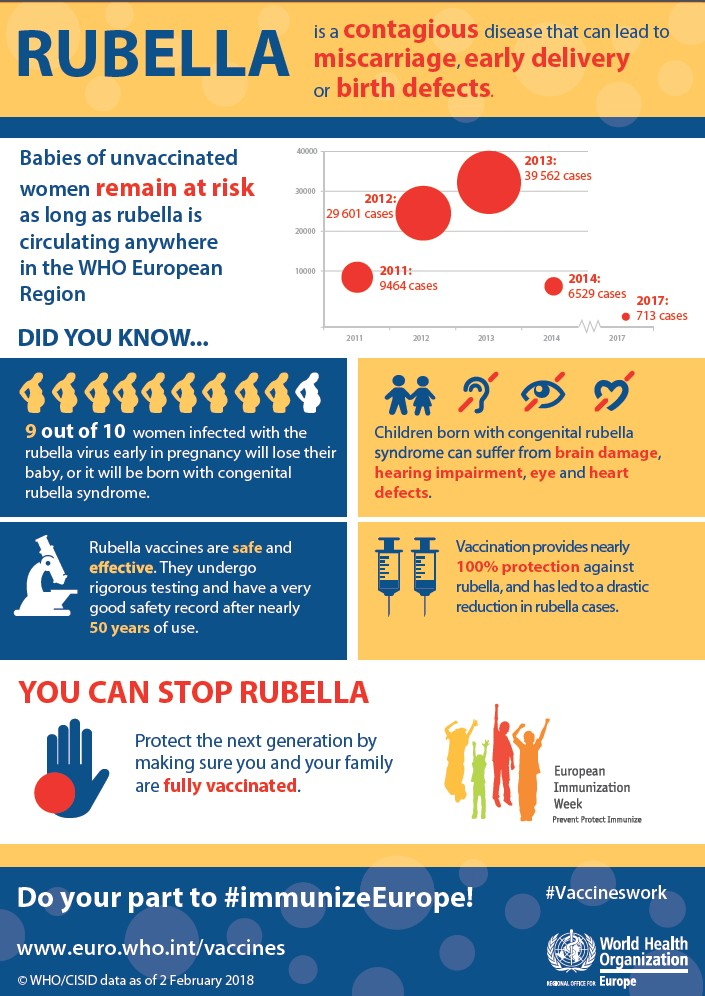 RUBELLA
is a contagious disease that can lead to
miscarriage, early delivery
or birth defects.
Babies of unvaccinated
women remain at risk
as long as rubella is
circulating anywhere
in the WHO European
Region
40000
30000
20000
10000
2011:
9464 cases
2012:
29 601 cases
2013:
39 562 cases
2014:
6529 cases
2017:
713 cases
2011
2012
2013
2014
2017
DID YOU KNOW...
9 out of 10 women infected with the
rubella virus early in pregnancy will lose their
baby, or it will be born with congenital
rubella syndrome.
Children born with congenital rubella
syndrome can suffer from brain damage,
hearing impairment, eye and heart
defects.
Rubella vaccines are safe and
effective. They undergo
rigorous testing and have a very
good safety record after nearly
50 years of use.
Vaccination provides nearly
100% protection against
rubella, and has led to a drastic
reduction in rubella cases.
YOU CAN STOP RUBELLA
Protect the next generation by
making sure you and your family
are fully vaccinated.
European
Immunization
Week
Prevent Protect Immunize
Do your part to #immunizeEurope!
#Vaccineswork
www.euro.who.int/vaccines
World Health
Organization
REGIONAL OFFICE FOR Europe
© WHO/CISID data as of 2 February 2018